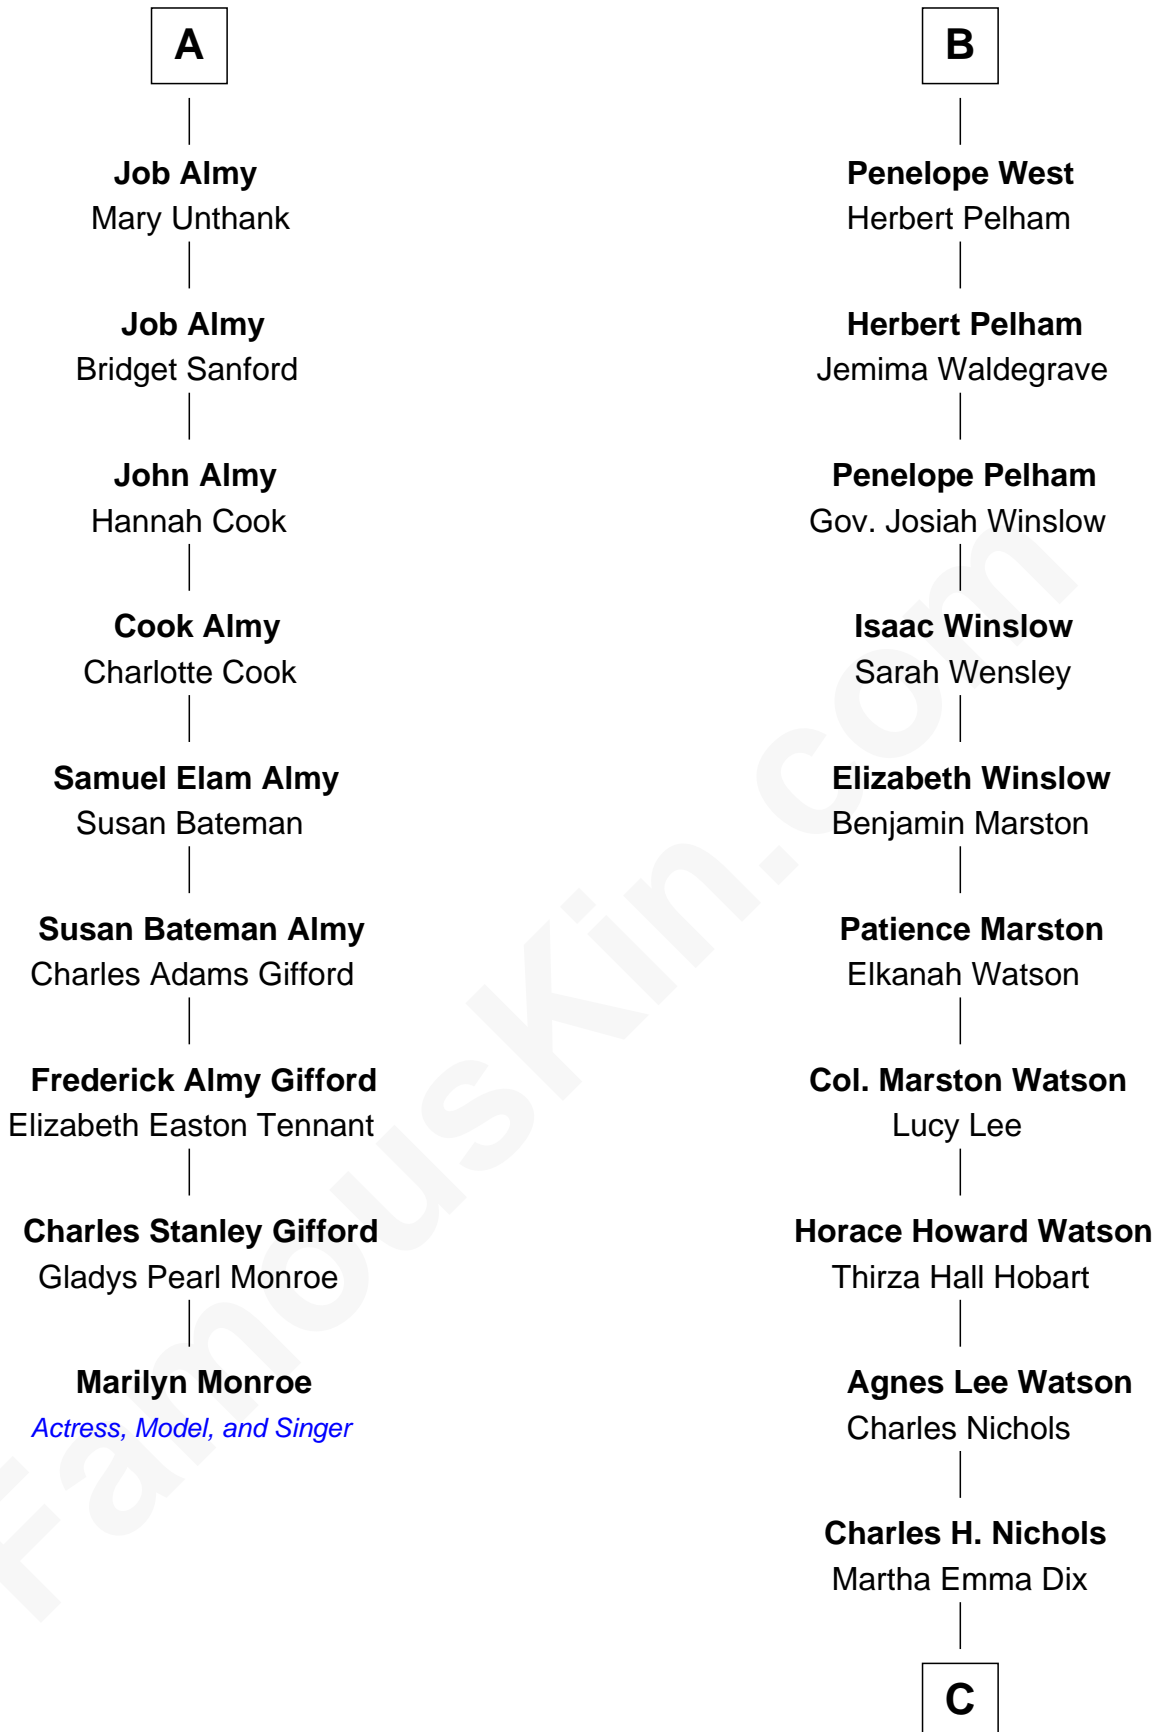 A
Job Almy
Mary Unthank
Job Almy
Bridget Sanford
John Almy
Hannah Cook
Cook Almy
Charlotte Cook
Samuel Elam Almy
Susan Bateman
Susan Bateman Almy
Charles Adams Gifford
Frederick Almy Gifford
Elizabeth Easton Tennant
Charles Stanley Gifford
Gladys Pearl Monroe
Marilyn Monroe
Actress, Model, and Singer
B
Penelope West
Herbert Pelham
Herbert Pelham
Jemima Waldegrave
Penelope Pelham
Gov. Josiah Winslow
Isaac Winslow
Sarah Wensley
Elizabeth Winslow
Benjamin Marston
Patience Marston
Elkanah Watson
Col. Marston Watson
Lucy Lee
Horace Howard Watson
Thirza Hall Hobart
Agnes Lee Watson
Charles Nichols
Charles H. Nichols
Martha Emma Dix
C
FamousKin.com